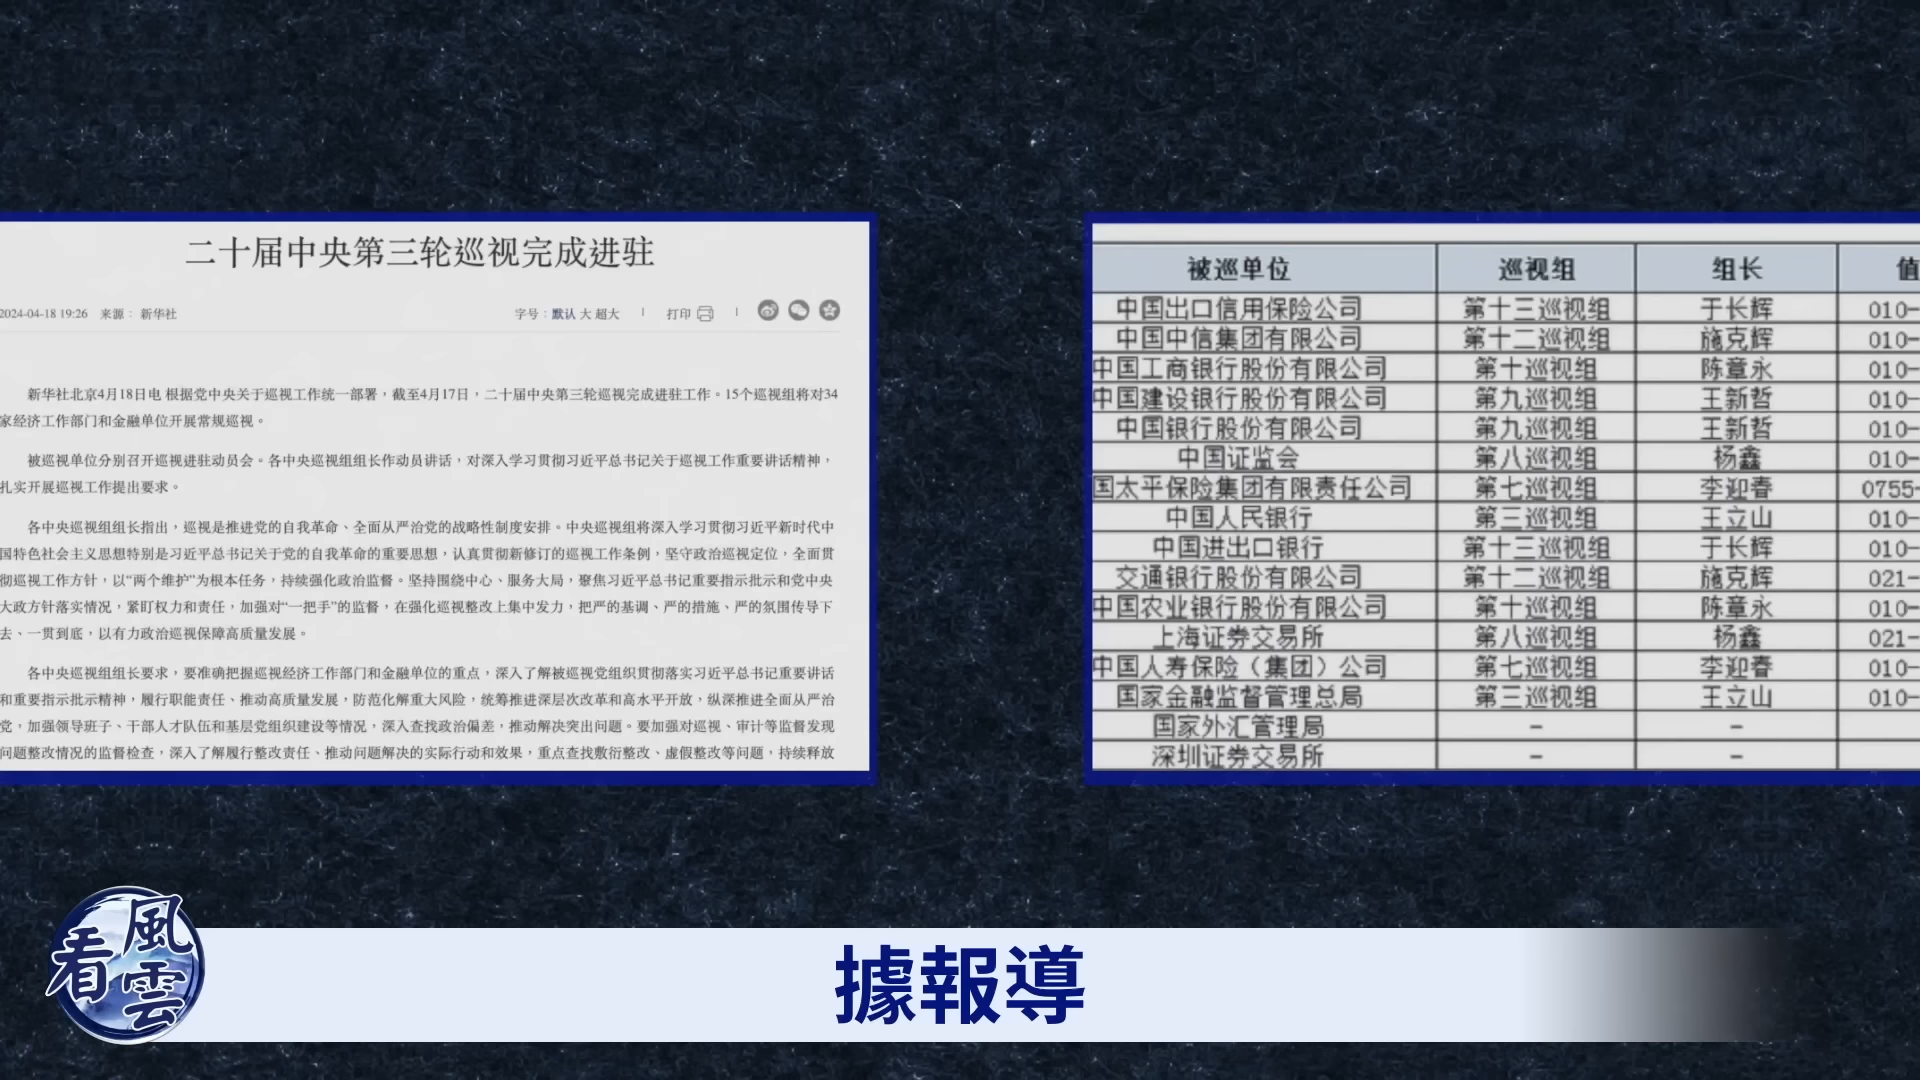 二十届中央第三轮巡视完成进驻
2024-04-18 19:26 来源： 新华社 字号：默认 大 超大 | 打印 |
新华社北京4月18日电 根据党中央关于巡视工作统一部署，截至4月17日，二十届中央第三轮巡视完成进驻工作。15个巡视组将对34
家经济工作部门和金融单位开展常规巡视。
被巡视单位分别召开巡视进驻动员会。各中央巡视组组长作动员讲话，对深入学习贯彻习近平总书记关于巡视工作重要讲话精神，
扎实开展巡视工作提出要求。
各中央巡视组组长指出，巡视是推进党的自我革命、全面从严治党的战略性制度安排。中央巡视组将深入学习贯彻习近平新时代中
国特色社会主义思想特别是习近平总书记关于党的自我革命的重要思想，认真贯彻新修订的巡视工作条例，坚守政治巡视定位，全面贯
彻巡视工作方针，以“两个维护”为根本任务，持续强化政治监督。坚持围绕中心、服务大局，聚焦习近平总书记重要指示批示和党中央
大政方针落实情况，紧盯权力和责任，加强对“一把手”的监督，在强化巡视整改上集中发力，把严的基调、严的措施、严的氛围传导下
去、一贯到底，以有力政治巡视保障高质量发展。
各中央巡视组组长要求，要准确把握巡视经济工作部门和金融单位的重点，深入了解被巡视党组织贯彻落实习近平总书记重要讲话
和重要指示批示精神，履行职能责任、推动高质量发展，防范化解重大风险，统筹推进深层次改革和高水平开放，纵深推进全面从严治
党，加强领导班子、干部人才队伍和基层党组织建设等情况，深入查找政治偏差，推动解决突出问题。要加强对巡视、审计等监督发现
问题整改情况的监督检查，深入了解履行整改责任、推动问题解决的实际行动和效果，重点查找敷衍整改、虚假整改等问题，持续释放
被巡单位 巡视组 组长 值
中国出口信用保险公司 第十三巡视组 于长辉 010-
中国中信集团有限公司 第十二巡视组 施克辉 010-
中国工商银行股份有限公司 第十巡视组 陈章永 010-
中国建设银行股份有限公司 第九巡视组 王新哲 010-
中国银行股份有限公司 第九巡视组 王新哲 010-
中国证监会 第八巡视组 杨鑫 010-
国太平保险集团有限责任公司 第七巡视组 李迎春 0755-
中国人民银行 第三巡视组 王立山 010-
中国进出口银行 第十三巡视组 于长辉 010-
交通银行股份有限公司 第十二巡视组 施克辉 021-
中国农业银行股份有限公司 第十巡视组 陈章永 010-
上海证券交易所 第八巡视组 杨鑫 021-
中国人寿保险（集团）公司 第七巡视组 李迎春 010-
国家金融监督管理总局 第三巡视组 王立山 010-
国家外汇管理局 - -
深圳证券交易所 - -
看風雲
據報導